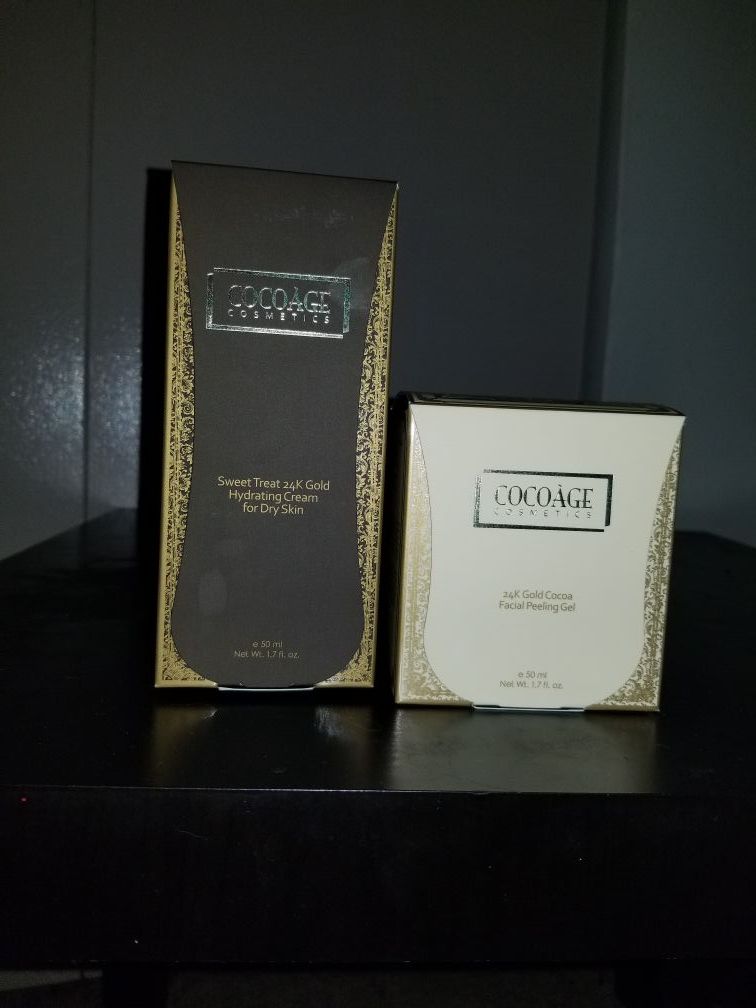 COCOÀGE
COSMETICS
Sweet Treat 24K Gold
Hydrating Cream
for Dry Skin
e 50 ml
Net Wt. 1.7 fl. oz.
COCOÀGE
COSMETICS
24K Gold Cocoa
Facial Peeling Gel
e 50 ml
Net Wt. 1.7 fl. oz.